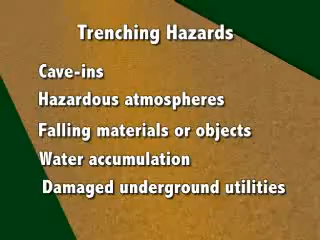 Trenching Hazards
Cave-ins
Hazardous atmospheres
Falling materials or objects
Water accumulation
Damaged underground utilities